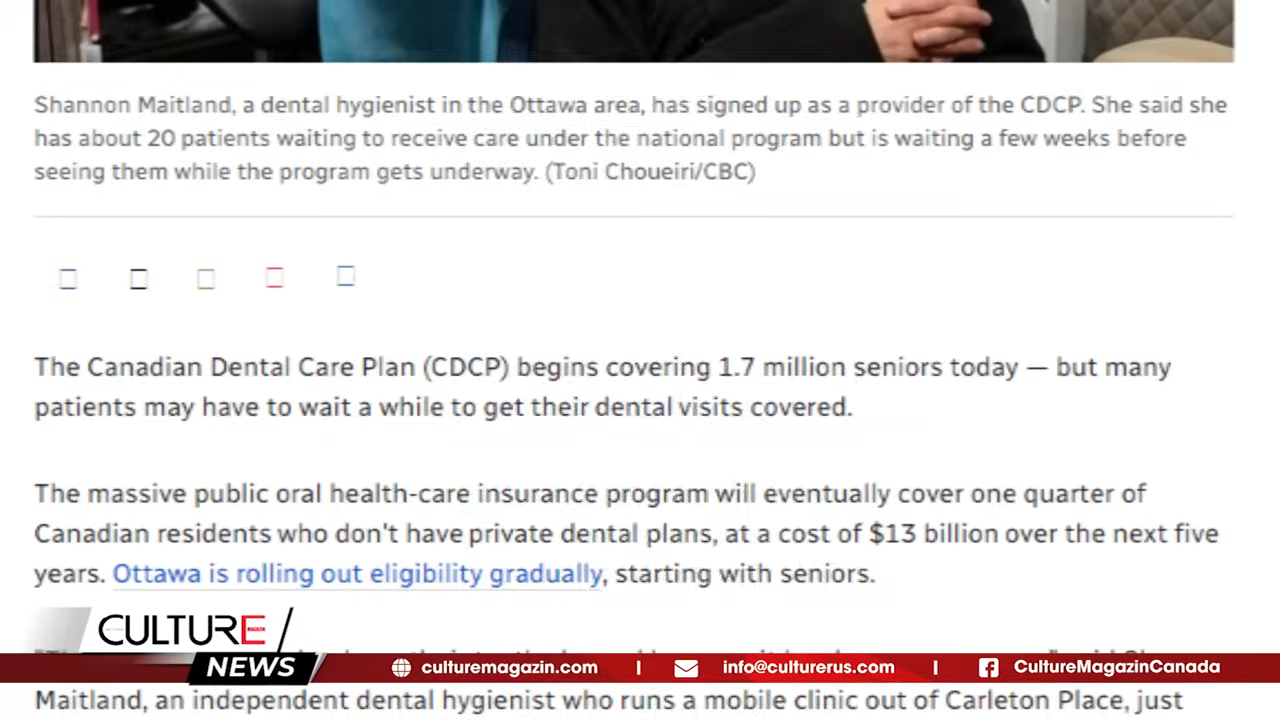 Shannon Maitland, a dental hygienist in the Ottawa area, has signed up as a provider of the CDCP. She said she
has about 20 patients waiting to receive care under the national program but is waiting a few weeks before
seeing them while the program gets underway. (Toni Choueiri/CBC)
The Canadian Dental Care Plan (CDCP) begins covering 1.7 million seniors today — but many
patients may have to wait a while to get their dental visits covered.
The massive public oral health-care insurance program will eventually cover one quarter of
Canadian residents who don't have private dental plans, at a cost of $13 billion over the next five
years. Ottawa is rolling out eligibility gradually, starting with seniors.
CULTURE
NEWS
culturemagazin.com | info@culturerus.com | CultureMagazinCanada
Maitland, an independent dental hygienist who runs a mobile clinic out of Carleton Place, just